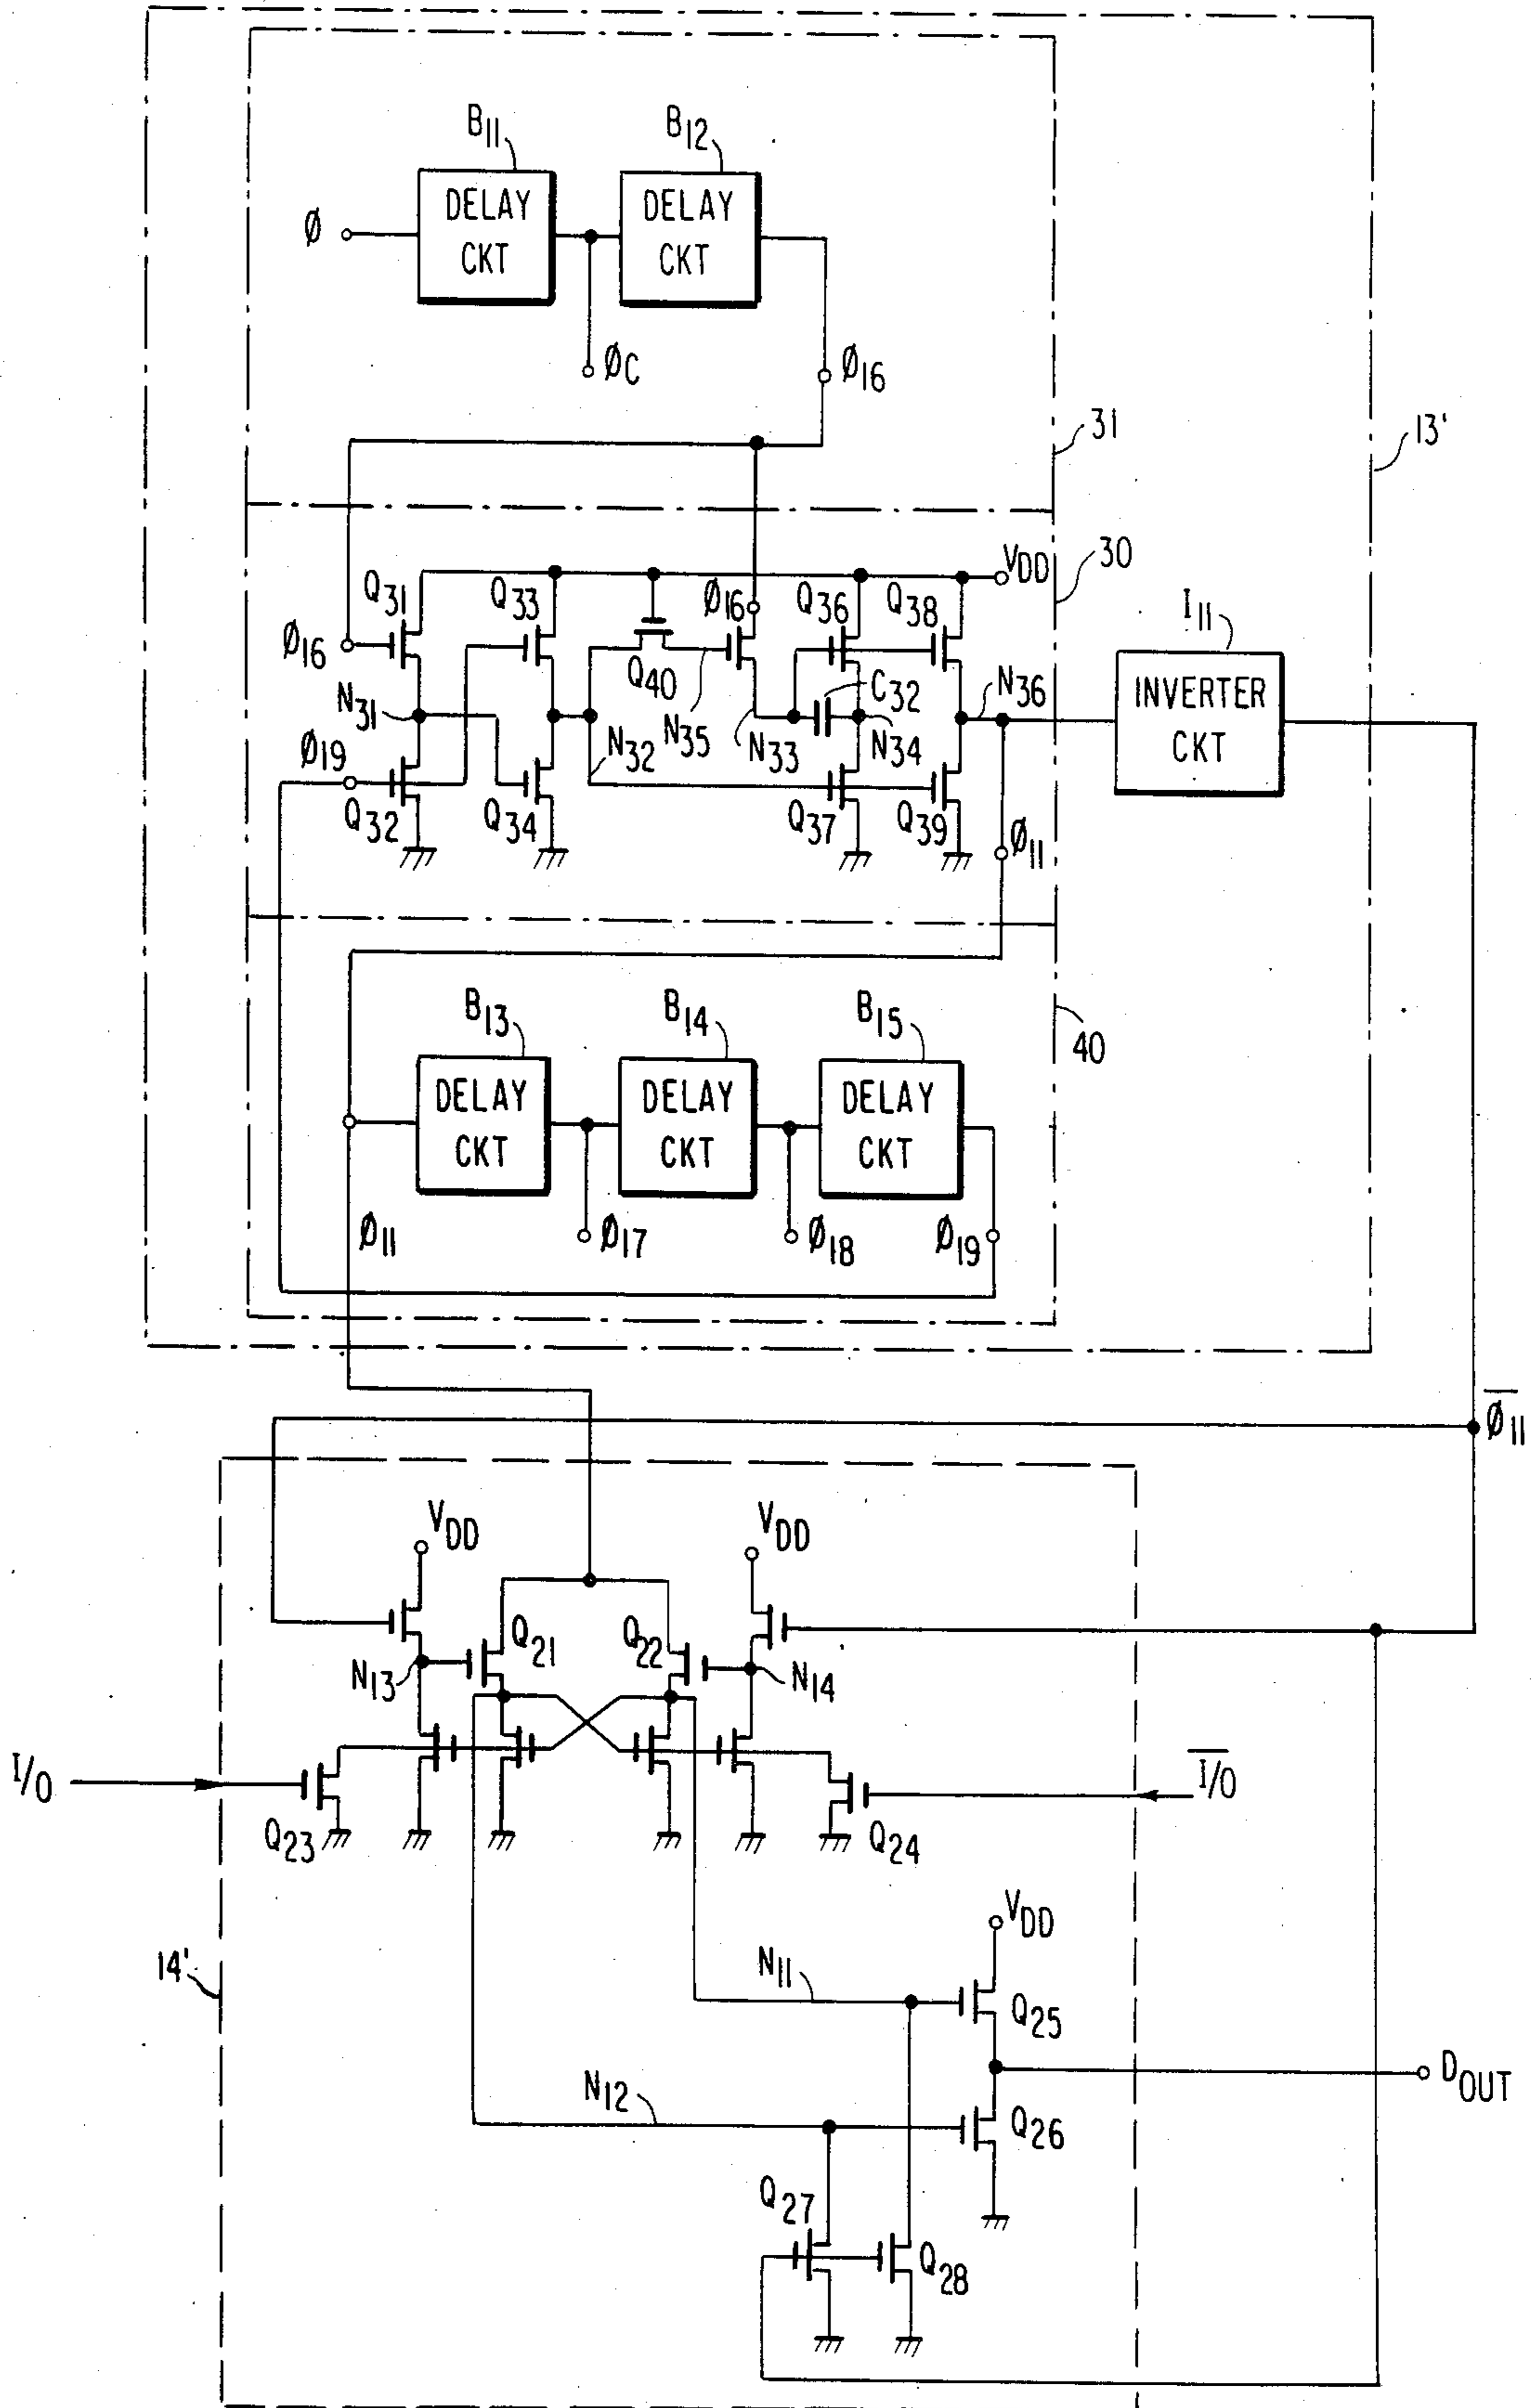 B11
B12
DELAY CKT
DELAY CKT
Ø
ØC
Ø16
31
13'
30
VDD
Q31
Q33
Ø16
Q36
Q38
Ø16
Q40
C32
N36
I11
INVERTER CKT
N31
N32
N35
N33
N34
Ø19
Q32
Q34
Q37
Q39
Ø11
B13
B14
B15
40
DELAY CKT
DELAY CKT
DELAY CKT
Ø11
Ø17
Ø18
Ø19
Ø̅11
VDD
VDD
Q21
Q22
N13
N14
I/O
I̅/̅O̅
Q23
Q24
VDD
14'
N11
Q25
N12
DOUT
Q26
Q27
Q28